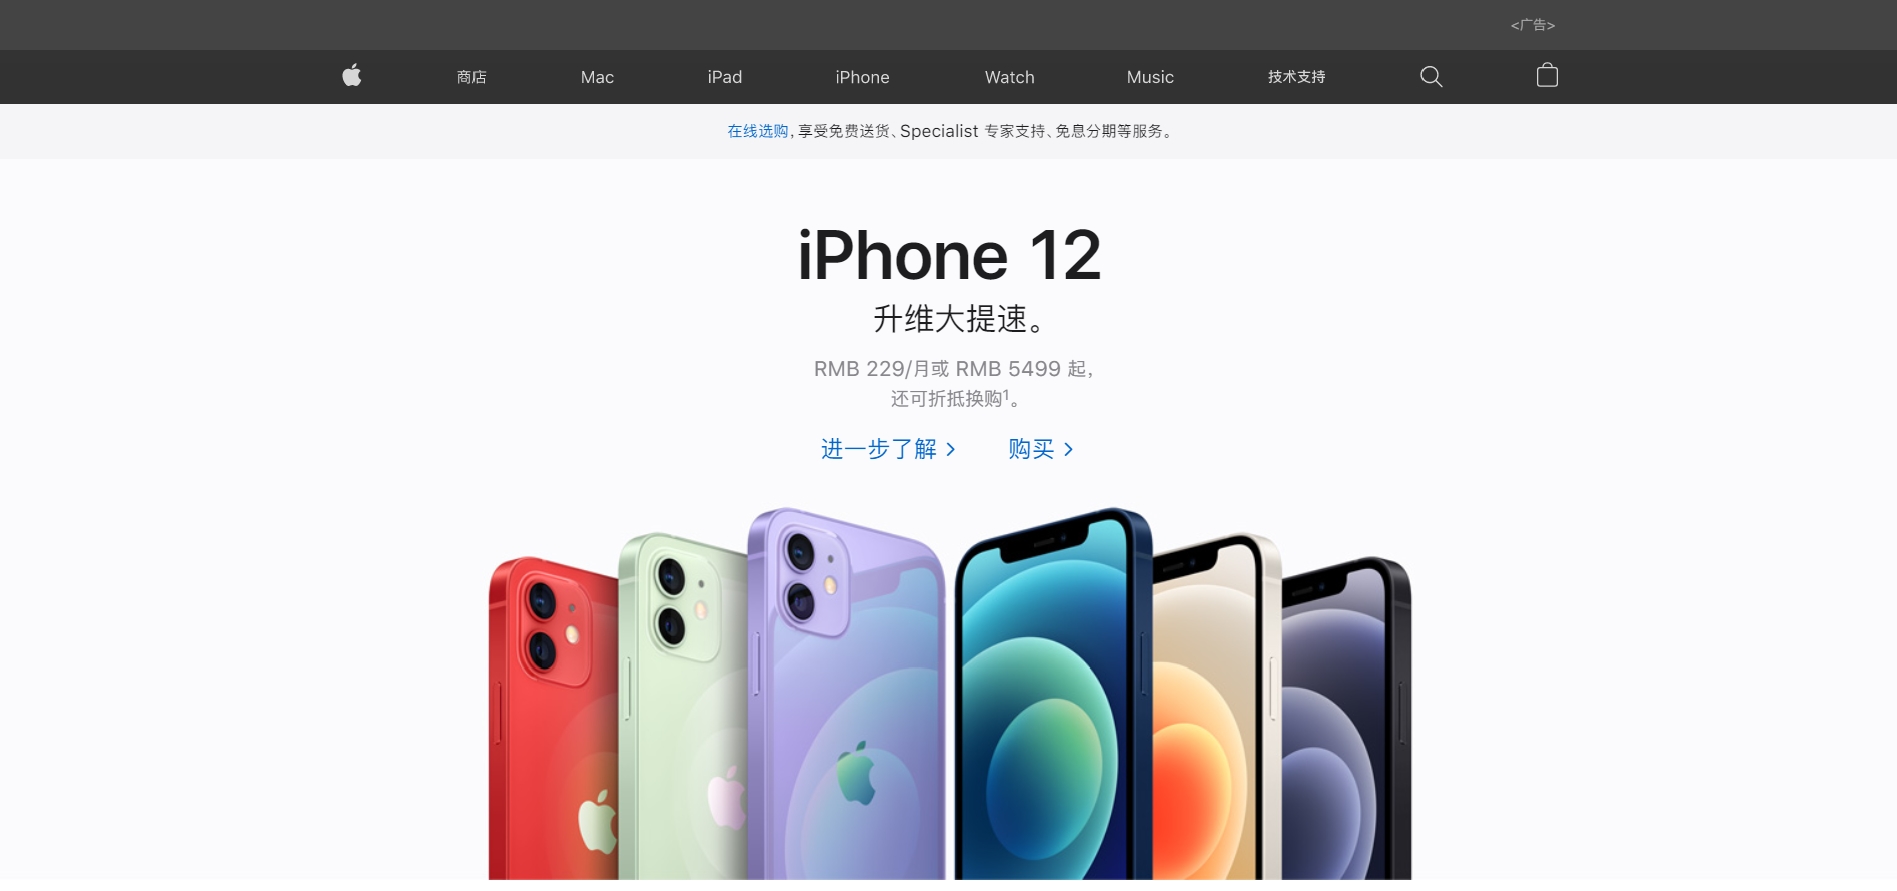 <广告>
商店 Mac iPad iPhone Watch Music 技术支持
在线选购，享受免费送货、Specialist 专家支持、免息分期等服务。
iPhone 12
升维大提速。
RMB 229/月或 RMB 5499 起，
还可折抵换购¹。
进一步了解 > 购买 >